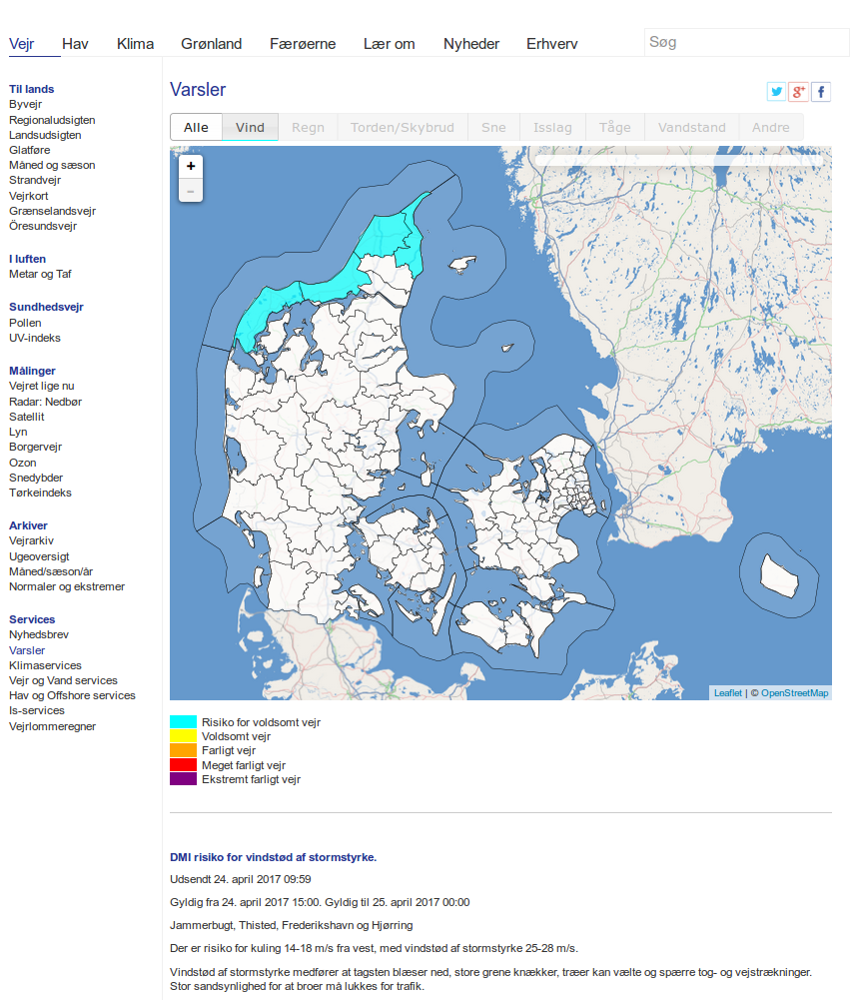 Vejr Hav Klima Grønland Færøerne Lær om Nyheder Erhverv Søg
Til lands
Byvejr
Regionaludsigten
Landsudsigten
Glatføre
Måned og sæson
Strandvejr
Vejrkort
Grænselandsvejr
Öresundsvejr
I luften
Metar og Taf
Sundhedsvejr
Pollen
UV-indeks
Målinger
Vejret lige nu
Radar: Nedbør
Satellit
Lyn
Borgervejr
Ozon
Snedybder
Tørkeindeks
Arkiver
Vejrarkiv
Ugeoversigt
Måned/sæson/år
Normaler og ekstremer
Services
Nyhedsbrev
Varsler
Klimaservices
Vejr og Vand services
Hav og Offshore services
Is-services
Vejrlommeregner
Varsler
Alle Vind Regn Torden/Skybrud Sne Isslag Tåge Vandstand Andre
+
-
Leaflet | © OpenStreetMap
Risiko for voldsomt vejr
Voldsomt vejr
Farligt vejr
Meget farligt vejr
Ekstremt farligt vejr
DMI risiko for vindstød af stormstyrke.
Udsendt 24. april 2017 09:59
Gyldig fra 24. april 2017 15:00. Gyldig til 25. april 2017 00:00
Jammerbugt, Thisted, Frederikshavn og Hjørring
Der er risiko for kuling 14-18 m/s fra vest, med vindstød af stormstyrke 25-28 m/s.
Vindstød af stormstyrke medfører at tagsten blæser ned, store grene knækker, træer kan vælte og spærre tog- og vejstrækninger.
Stor sandsynlighed for at broer må lukkes for trafik.